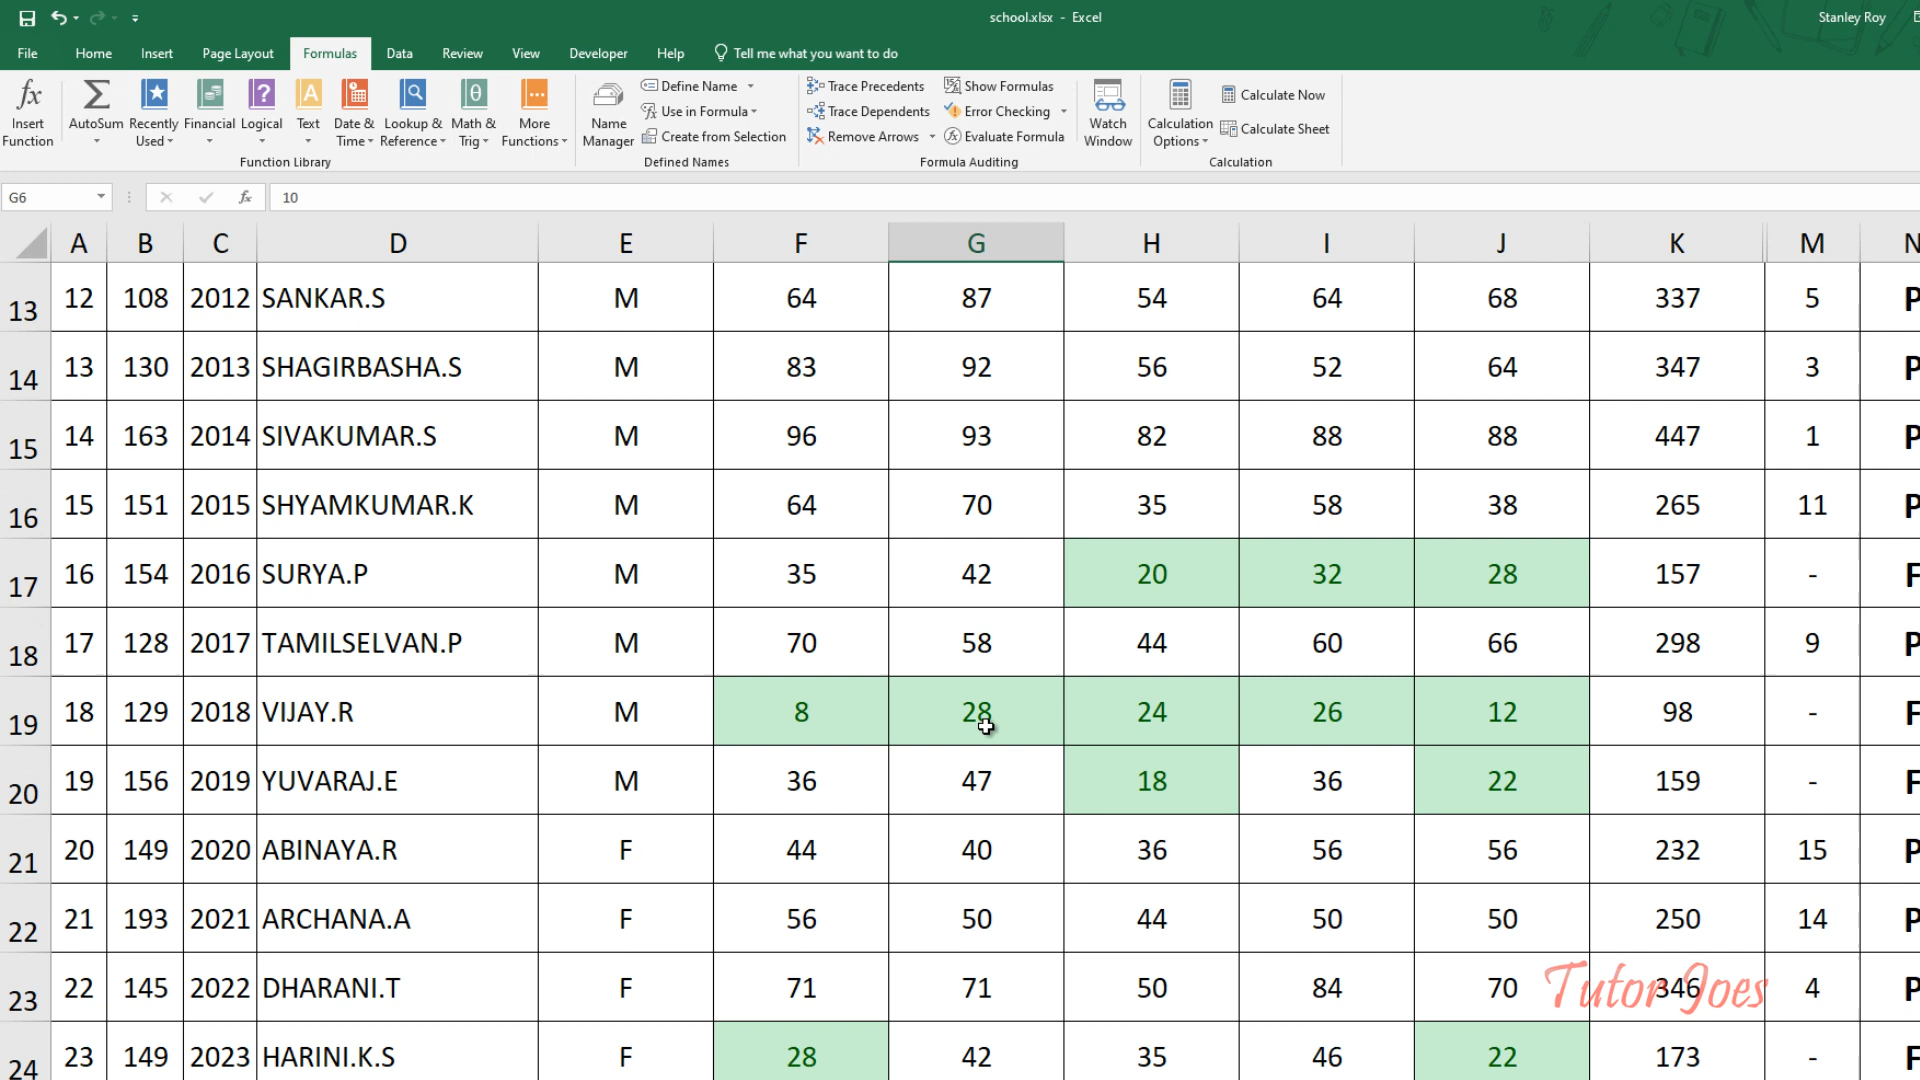 school.xlsx - Excel
Stanley Roy
File Home Insert Page Layout Formulas Data Review View Developer Help Tell me what you want to do
fx Insert Function
Σ AutoSum
Recently Used
Financial
Logical
A Text
Date & Time
Lookup & Reference
θ Math & Trig
More Functions
Function Library
Name Manager
Define Name
Use in Formula
Create from Selection
Defined Names
Trace Precedents
Trace Dependents
Remove Arrows
Show Formulas
Error Checking
Evaluate Formula
Formula Auditing
Watch Window
Calculation Options
Calculate Now
Calculate Sheet
Calculation
G6 fx 10
A B C D E F G H I J K M N
13 12 108 2012 SANKAR.S M 64 87 54 64 68 337 5 P
14 13 130 2013 SHAGIRBASHA.S M 83 92 56 52 64 347 3 P
15 14 163 2014 SIVAKUMAR.S M 96 93 82 88 88 447 1 P
16 15 151 2015 SHYAMKUMAR.K M 64 70 35 58 38 265 11 P
17 16 154 2016 SURYA.P M 35 42 20 32 28 157 - F
18 17 128 2017 TAMILSELVAN.P M 70 58 44 60 66 298 9 P
19 18 129 2018 VIJAY.R M 8 28 24 26 12 98 - F
20 19 156 2019 YUVARAJ.E M 36 47 18 36 22 159 - F
21 20 149 2020 ABINAYA.R F 44 40 36 56 56 232 15 P
22 21 193 2021 ARCHANA.A F 56 50 44 50 50 250 14 P
23 22 145 2022 DHARANI.T F 71 71 50 84 70 346 4 P
24 23 149 2023 HARINI.K.S F 28 42 35 46 22 173 - F
Tutor Joes